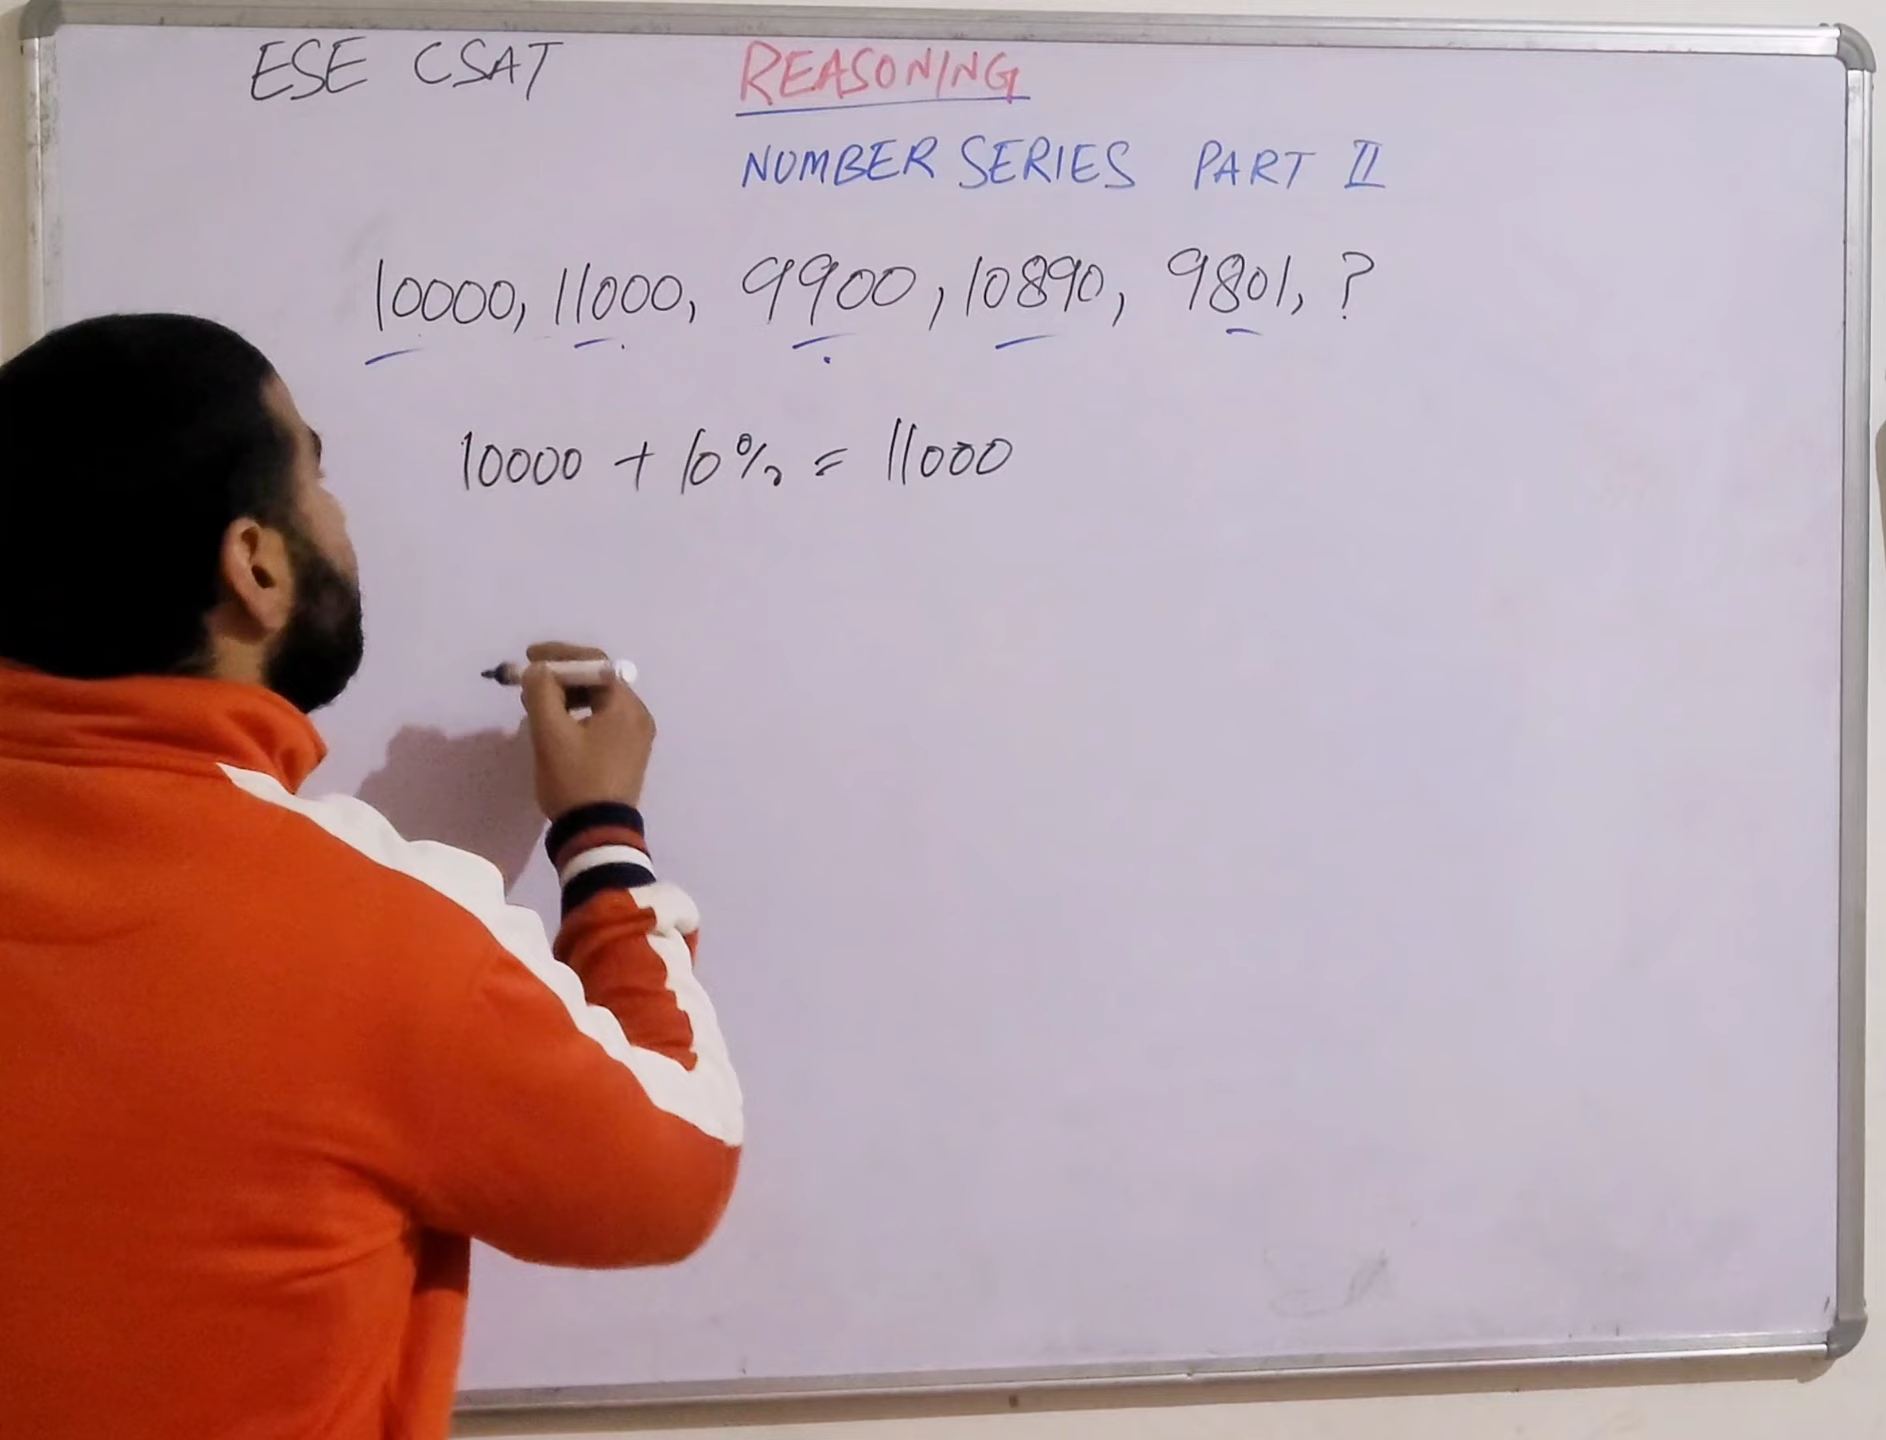 ESE CSAT REASONING
NUMBER SERIES PART II
10000, 11000, 9900, 10890, 9801, ?
10000 + 10% = 11000